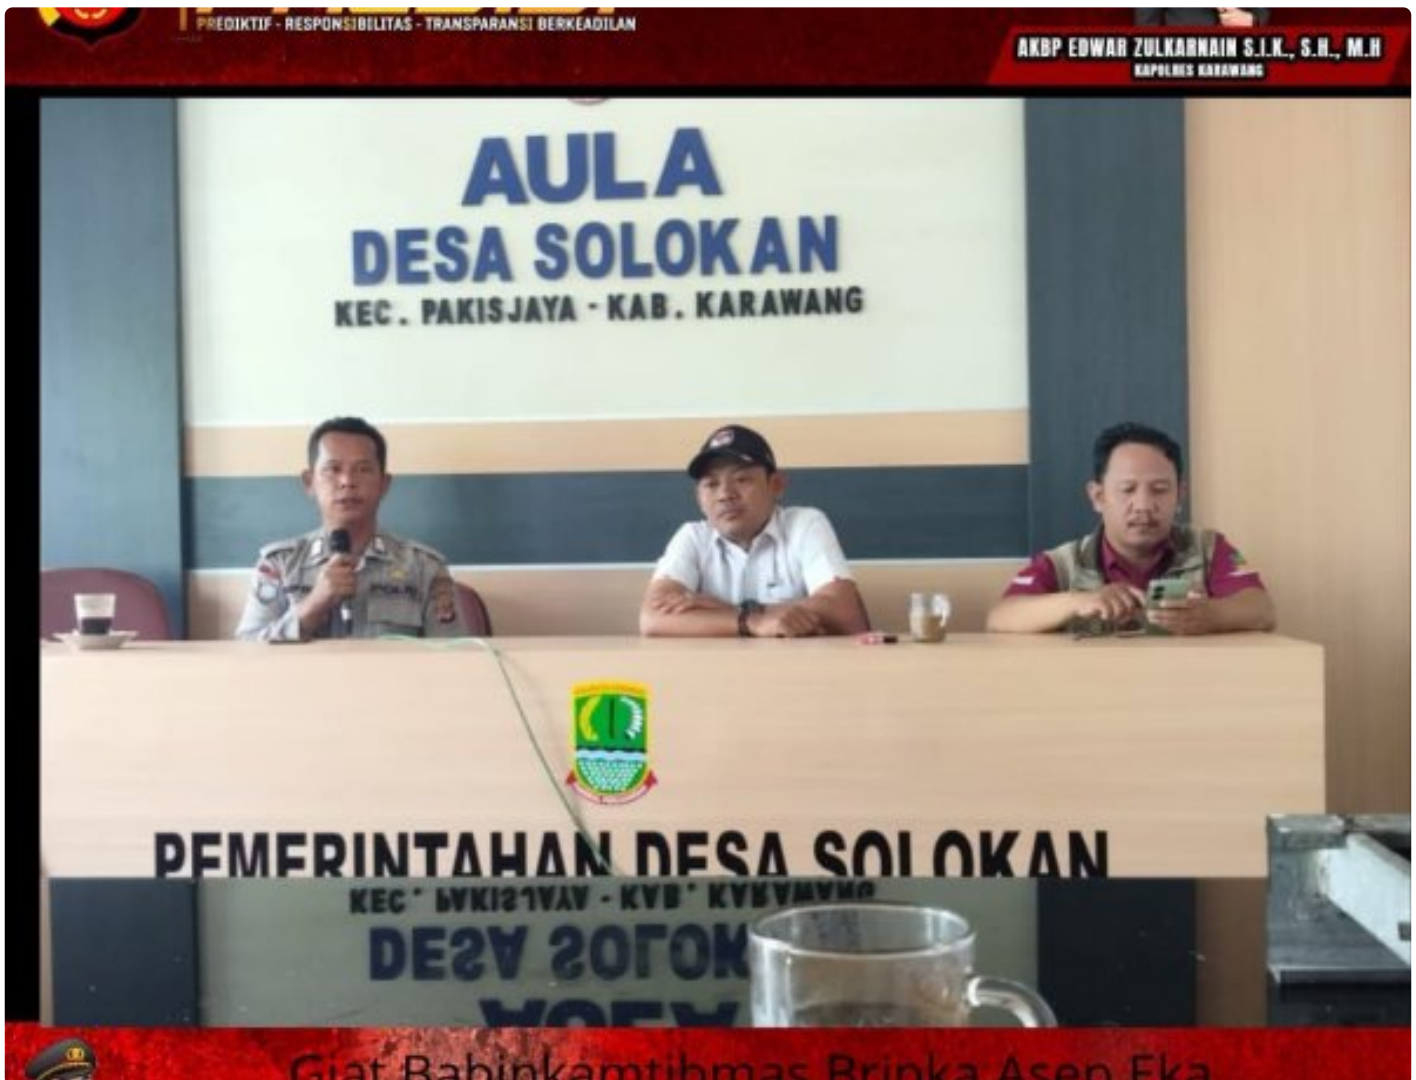 PREDIKTIF - RESPONSIBILITAS - TRANSPARANSI BERKEADILAN
AKBP EDWAR ZULKARNAIN S.I.K., S.H., M.H
KAPOLRES KARAWANG
AULA
DESA SOLOKAN
KEC. PAKISJAYA - KAB. KARAWANG
PEMERINTAHAN DESA SOLOKAN
Giat Babinkamtibmas Bripka Asep Eka